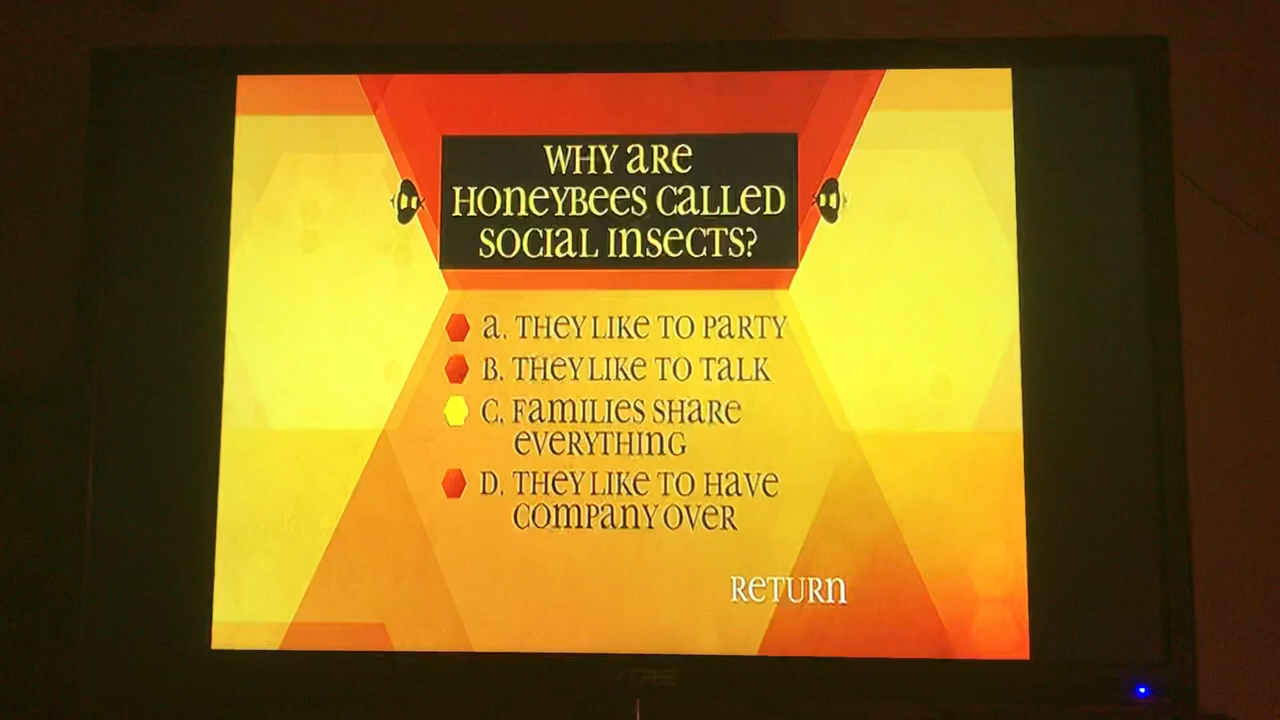 WHY aRe
HOneYBees CaLLeD
SOCIaL InseCTS?
a. THEY LIKE TO PaRTY
B. THEY LIKE TO TaLK
C. FamILIes SHaRe
eVeRYTHInG
D. THEY LIKE TO Have
COmPanY OVeR
ReTURn